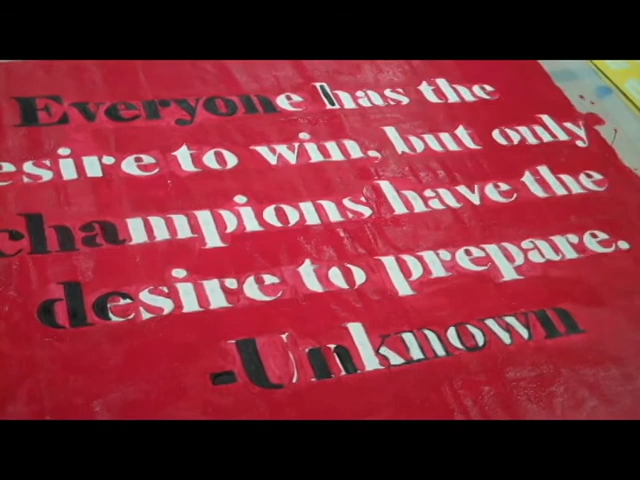 Everyone has the
esire to win, but only
champions have the
desire to prepare.
-Unknown